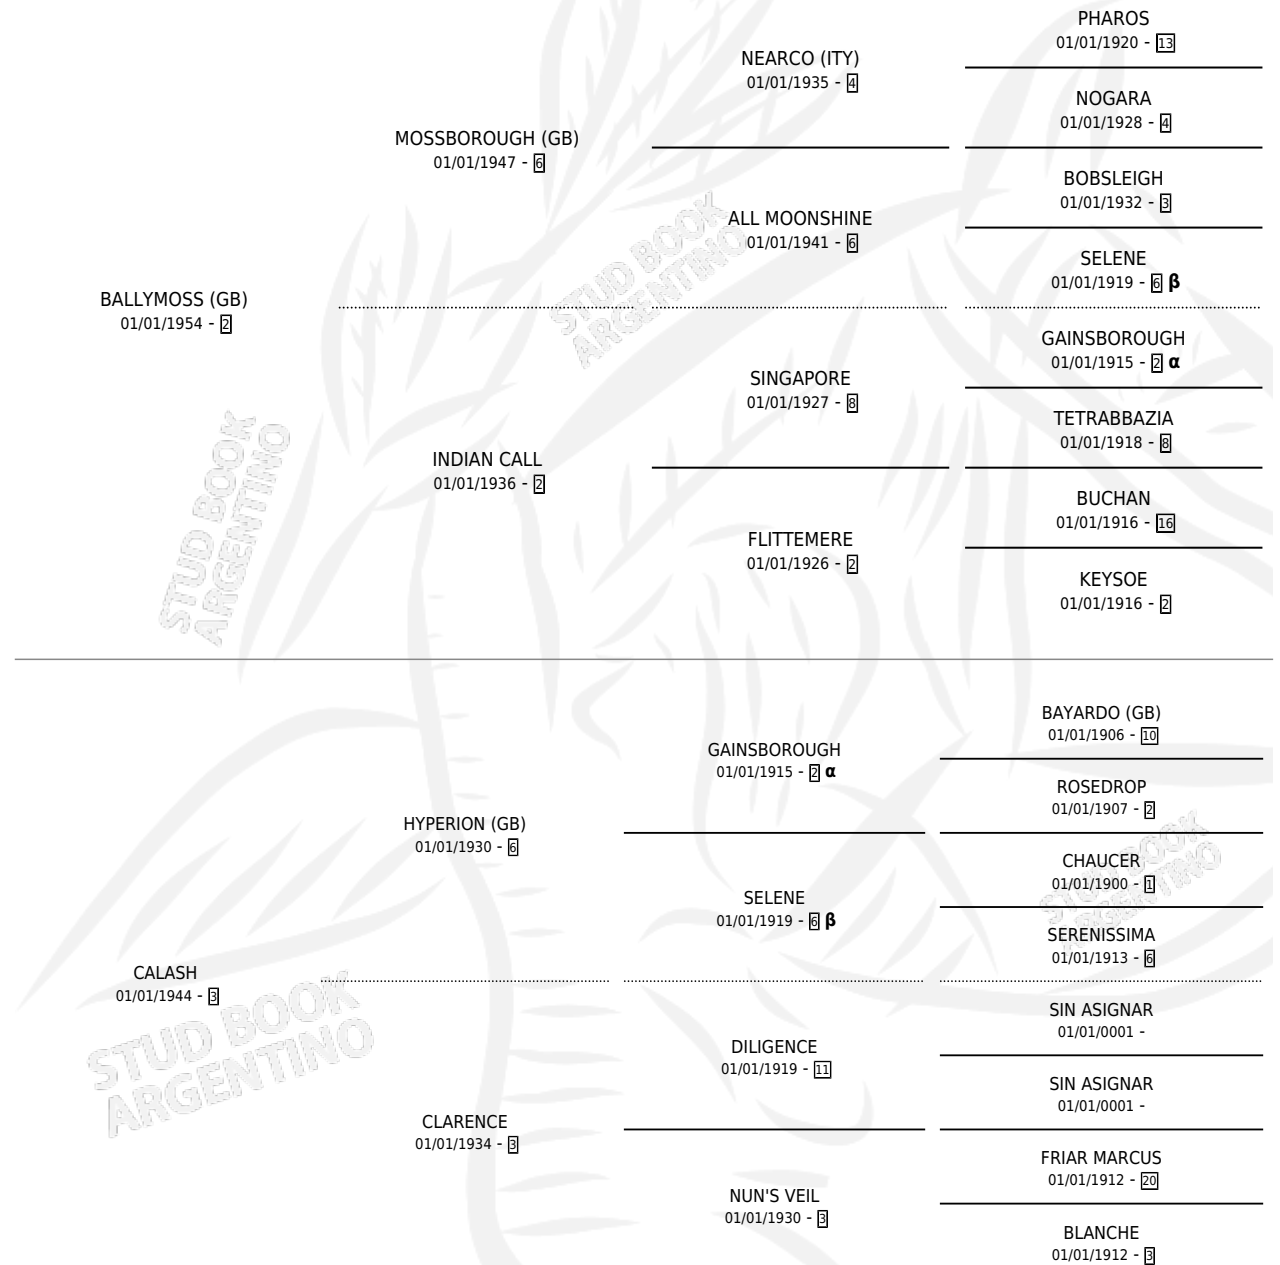 PHAROS
01/01/1920 - 13
NEARCO (ITY)
01/01/1935 - 4
NOGARA
01/01/1928 - 4
MOSSBOROUGH (GB)
01/01/1947 - 6
BOBSLEIGH
01/01/1932 - 3
ALL MOONSHINE
01/01/1941 - 6
SELENE
01/01/1919 - 6 β
BALLYMOSS (GB)
01/01/1954 - 2
GAINSBOROUGH
01/01/1915 - 2 α
SINGAPORE
01/01/1927 - 8
TETRABBAZIA
01/01/1918 - 8
INDIAN CALL
01/01/1936 - 2
BUCHAN
01/01/1916 - 16
FLITTEMERE
01/01/1926 - 2
KEYSOE
01/01/1916 - 2
BAYARDO (GB)
01/01/1906 - 10
GAINSBOROUGH
01/01/1915 - 2 α
ROSEDROP
01/01/1907 - 2
HYPERION (GB)
01/01/1930 - 6
CHAUCER
01/01/1900 - 1
SELENE
01/01/1919 - 6 β
SERENISSIMA
01/01/1913 - 6
CALASH
01/01/1944 - 3
SIN ASIGNAR
01/01/0001 -
DILIGENCE
01/01/1919 - 11
SIN ASIGNAR
01/01/0001 -
CLARENCE
01/01/1934 - 3
FRIAR MARCUS
01/01/1912 - 20
NUN'S VEIL
01/01/1930 - 3
BLANCHE
01/01/1912 - 3
STUD BOOK
ARGENTINO
STUD BOOK
ARGENTINO
STUD BOOK
ARGENTINO
STUD BOOK
ARGENTINO